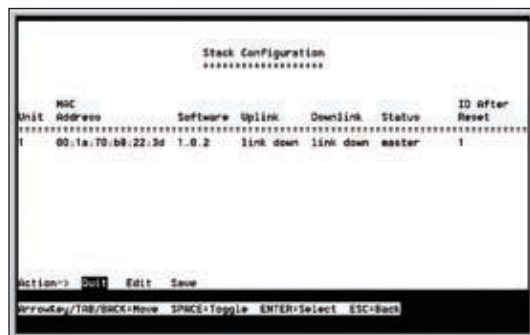 Stack Configuration
*******************
MAC ID After
Unit Address Software Uplink Downlink Status Reset
1 00:1a:70:b8:22:3d 1.0.2 link down link down master 1
Action-> Quit Edit Save
ArrowKey/TAB/BACK=Move SPACE=Toggle ENTER=Select ESC=Back